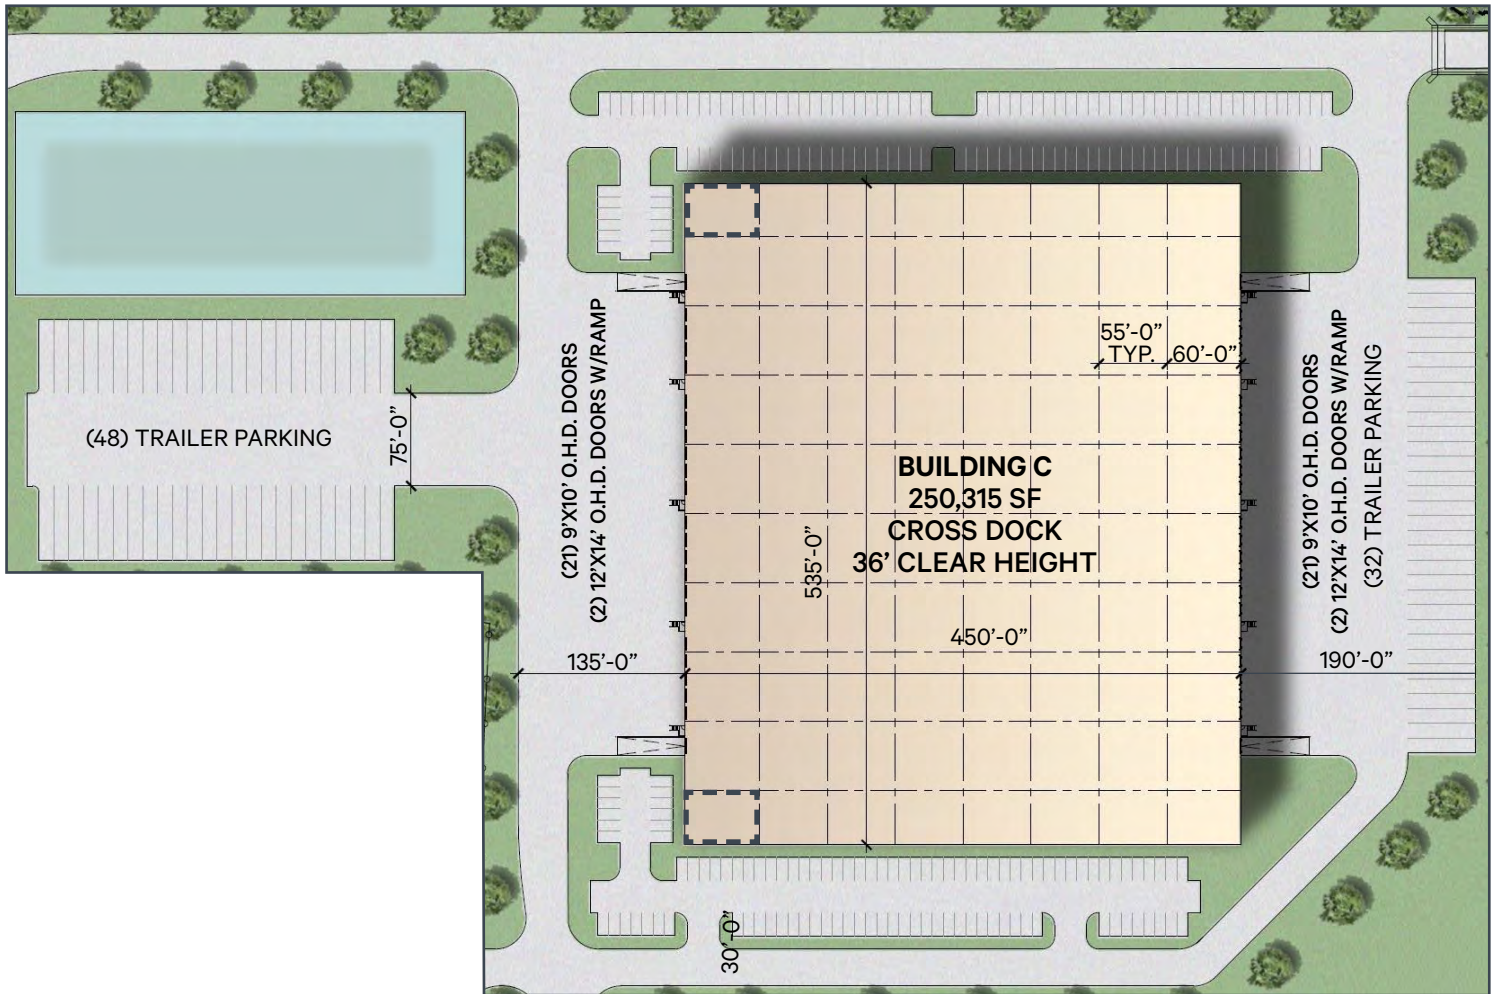 55’-0”
TYP.
60’-0”
(48) TRAILER PARKING
75’-0”
(21) 9’X10’ O.H.D. DOORS
(2) 12’X14’ O.H.D. DOORS W/RAMP
BUILDING C
250,315 SF
CROSS DOCK
36’ CLEAR HEIGHT
535’-0”
450’-0”
(21) 9’X10’ O.H.D. DOORS
(2) 12’X14’ O.H.D. DOORS W/RAMP
(32) TRAILER PARKING
135’-0”
190’-0”
30’-0”